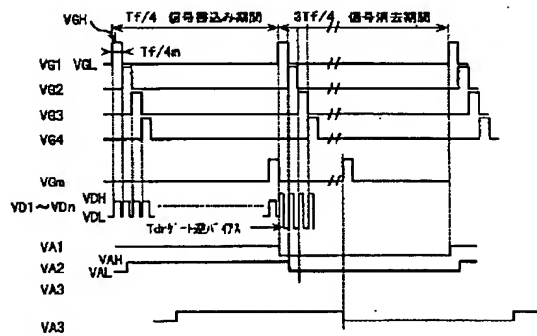 VGH
Tf/4 信号書込み期間
3Tf/4 信号消去期間
Tf/4m
VG1 VGL
VG2
VG3
VG4
VGm
VD1～VDn VDH
VDL
Tdrゲート逆バイアス
VA1
VA2 VAH
VAL
VA3
VA3